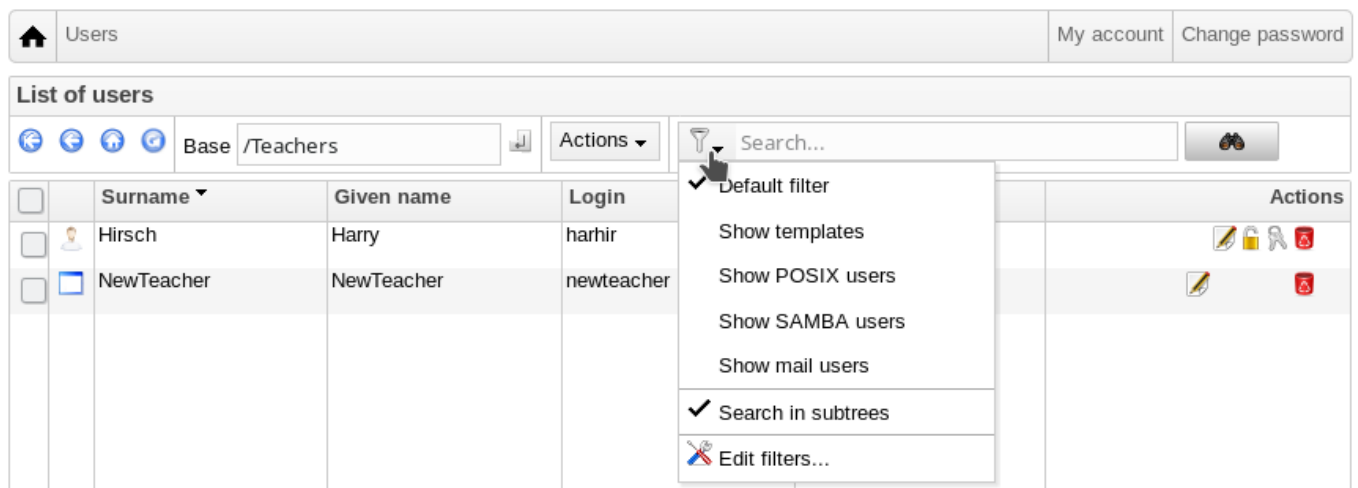 Users My account Change password
List of users
Base /Teachers Actions Search...
Surname Given name Login Actions
Hirsch Harry harhir
NewTeacher NewTeacher newteacher
Default filter
Show templates
Show POSIX users
Show SAMBA users
Show mail users
Search in subtrees
Edit filters...